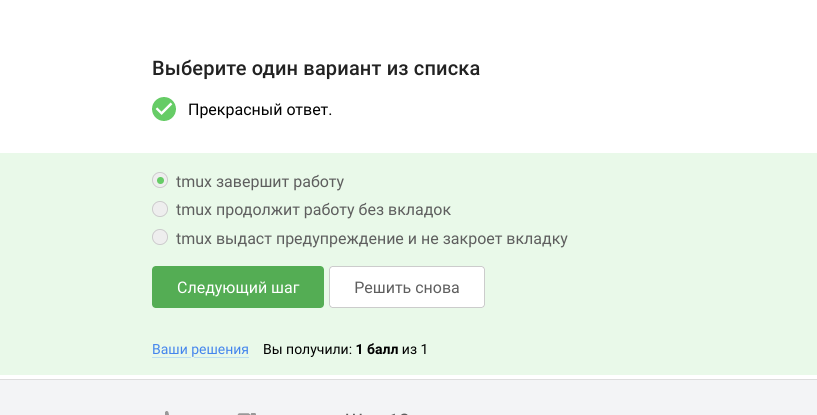 Выберите один вариант из списка
Прекрасный ответ.
tmux завершит работу
tmux продолжит работу без вкладок
tmux выдаст предупреждение и не закроет вкладку
Следующий шаг
Решить снова
Ваши решения Вы получили: 1 балл из 1